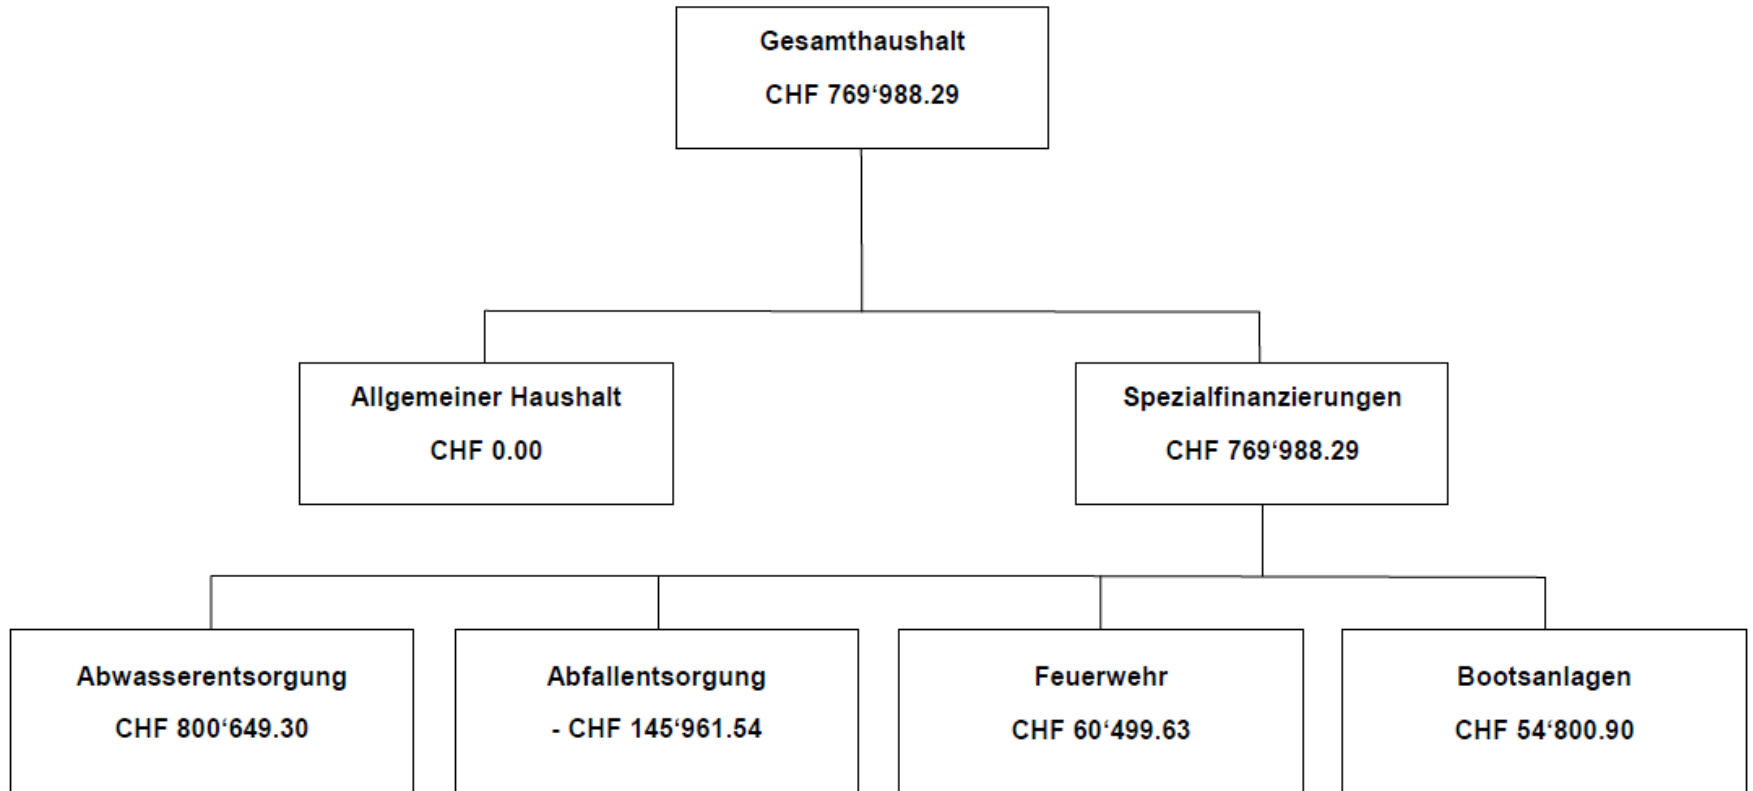 Gesamthaushalt
CHF 769‘988.29
Allgemeiner Haushalt
CHF 0.00
Spezialfinanzierungen
CHF 769‘988.29
Abwasserentsorgung
CHF 800‘649.30
Abfallentsorgung
- CHF 145‘961.54
Feuerwehr
CHF 60‘499.63
Bootsanlagen
CHF 54‘800.90